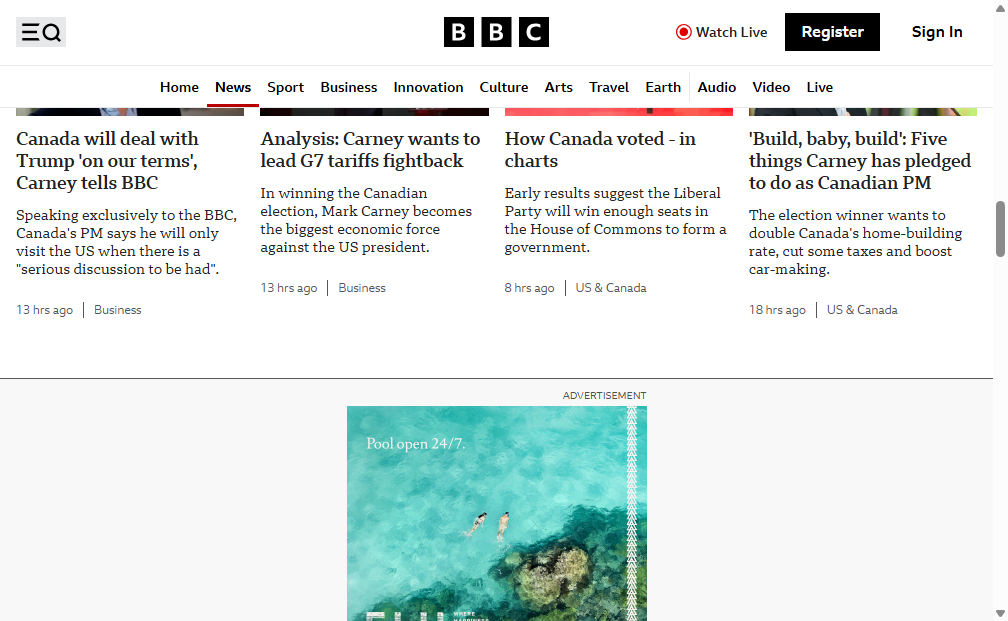 BBC
Watch Live
Register
Sign In
Home
News
Sport
Business
Innovation
Culture
Arts
Travel
Earth
Audio
Video
Live
Canada will deal with
Trump 'on our terms',
Carney tells BBC
Speaking exclusively to the BBC,
Canada's PM says he will only
visit the US when there is a
"serious discussion to be had".
13 hrs ago
Business
Analysis: Carney wants to
lead G7 tariffs fightback
In winning the Canadian
election, Mark Carney becomes
the biggest economic force
against the US president.
13 hrs ago
Business
How Canada voted - in
charts
Early results suggest the Liberal
Party will win enough seats in
the House of Commons to form a
government.
8 hrs ago
US & Canada
'Build, baby, build': Five
things Carney has pledged
to do as Canadian PM
The election winner wants to
double Canada's home-building
rate, cut some taxes and boost
car-making.
18 hrs ago
US & Canada
ADVERTISEMENT
Pool open 24/7.
WHERE